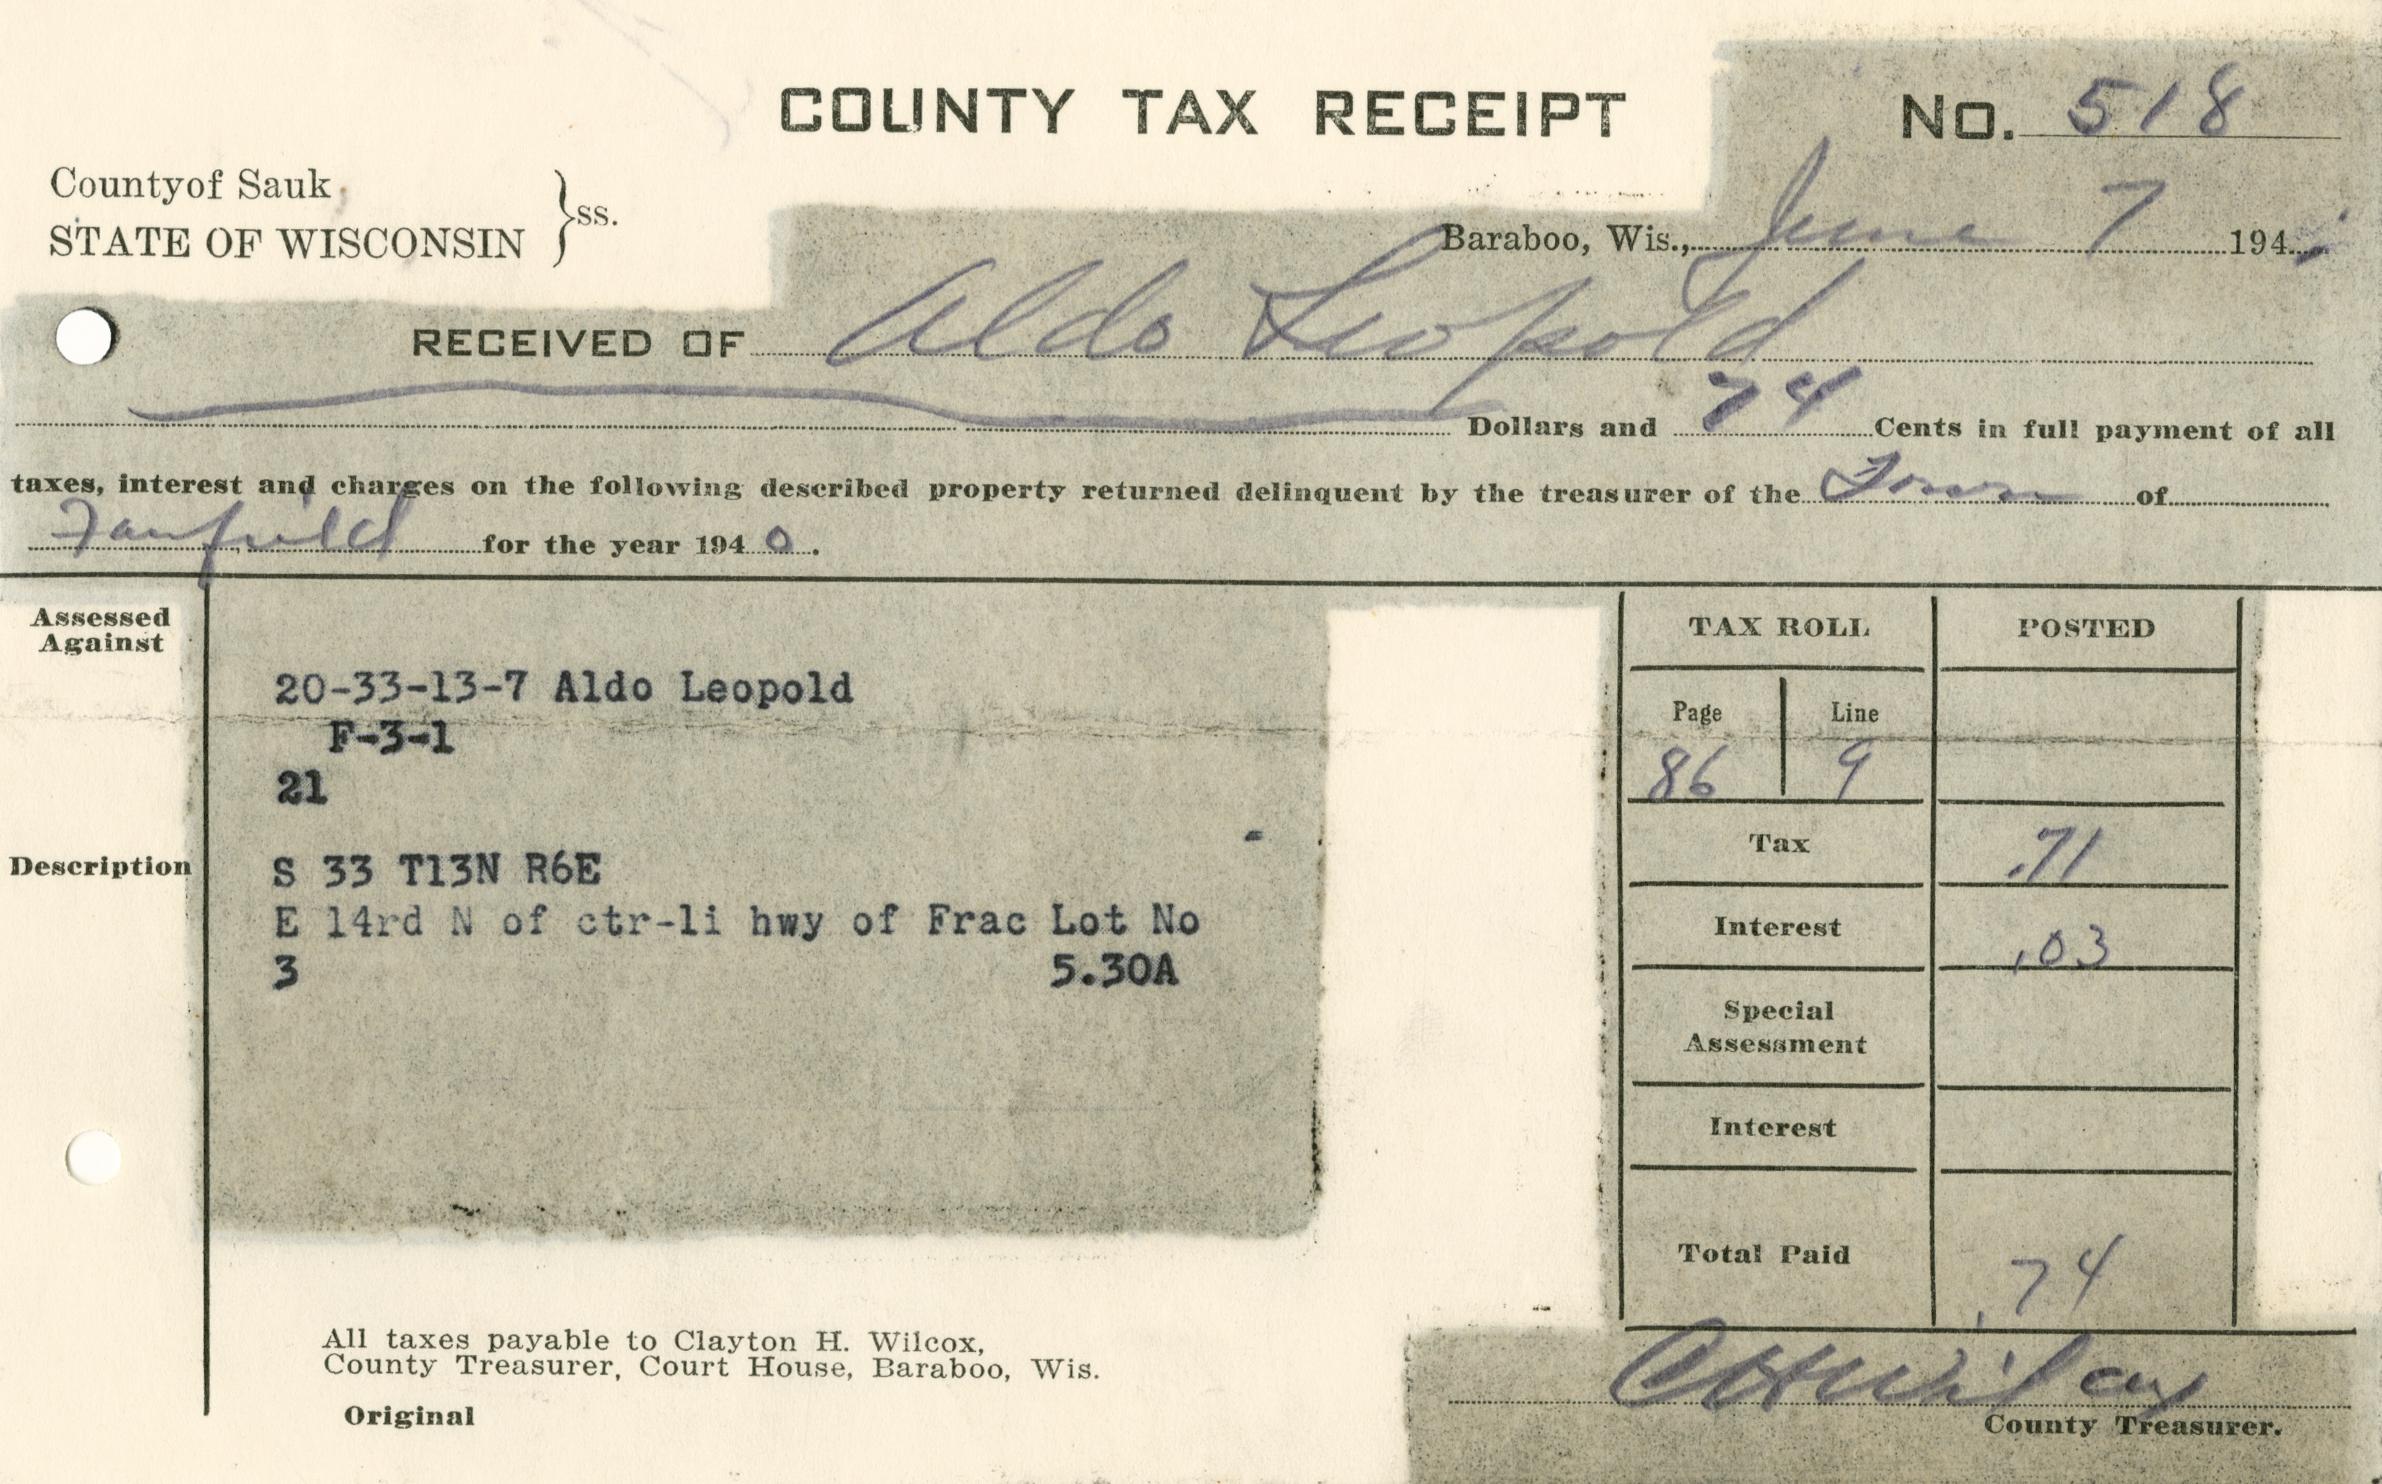 COUNTY TAX RECEIPT No. 518
Countyof Sauk
STATE OF WISCONSIN } ss.
Baraboo, Wis., June 7 194
RECEIVED OF Aldo Leopold
Dollars and 74 Cents in full payment of all
taxes, interest and charges on the following described property returned delinquent by the treasurer of the Town of
Fairfield for the year 1940.
Assessed
Against
20-33-13-7 Aldo Leopold
F-3-1
21
Description
S 33 T13N R6E
E 14rd N of ctr-li hwy of Frac Lot No
3 5.30A
TAX ROLL POSTED
Page Line
86 9
Tax .71
Interest .03
Special
Assessment
Interest
Total Paid .74
All taxes payable to Clayton H. Wilcox,
County Treasurer, Court House, Baraboo, Wis.
Original
CH Wilcox
County Treasurer.